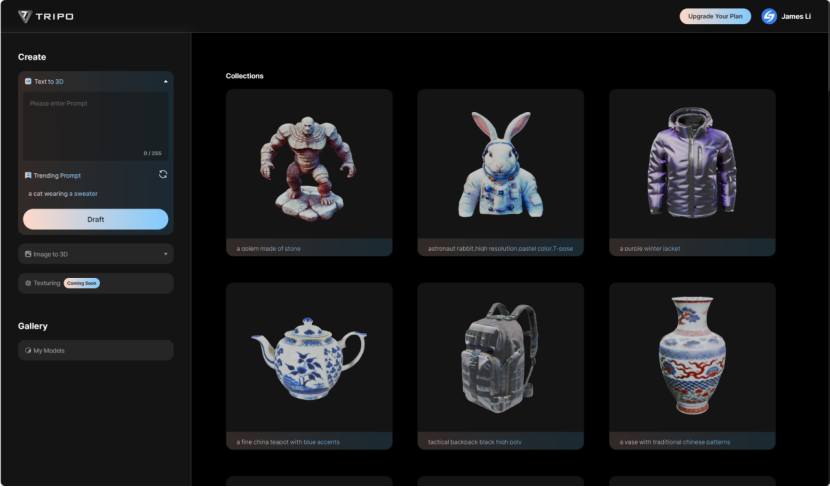 TRIPO
Upgrade Your Plan
James Li
Create
Text to 3D
Please enter Prompt
0 / 255
Trending Prompt
a cat wearing a sweater
Draft
Image to 3D
Texturing
Coming Soon
Gallery
My Models
Collections
a golem made of stone
astronaut rabbit,high resolution,pastel color,T-pose
a purple winter jacket
a fine china teapot with blue accents
tactical backpack black high poly
a vase with traditional chinese patterns